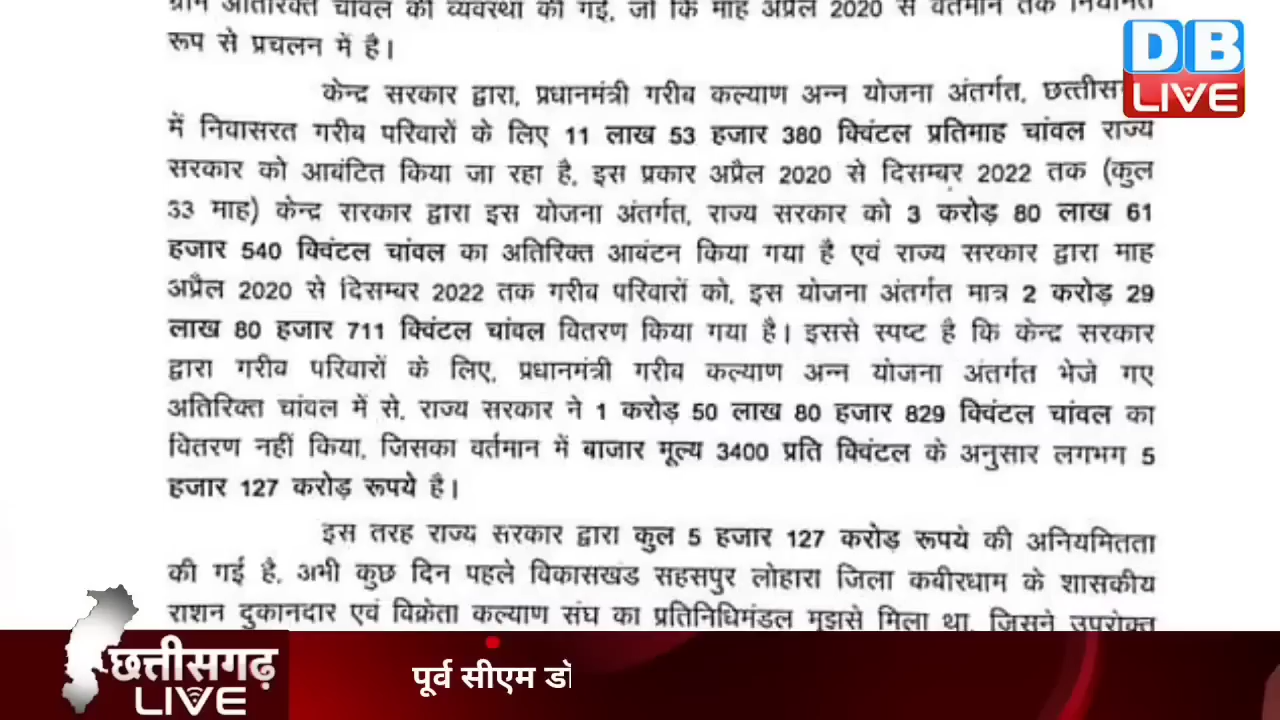 ग्राम अतिरिक्त चांवल की व्यवस्था की गई, जो कि माह अप्रैल 2020 से वर्तमान तक नियमित
रूप से प्रचलन में है।
केन्द्र सरकार द्वारा, प्रधानमंत्री गरीब कल्याण अन्न योजना अंतर्गत, छत्तीसग
में निवासरत गरीब परिवारों के लिए 11 लाख 53 हजार 380 क्विंटल प्रतिमाह चांवल राज्य
सरकार को आबंटित किया जा रहा है, इस प्रकार अप्रैल 2020 से दिसम्बर 2022 तक (कुल
33 माह) केन्द्र सरकार द्वारा इस योजना अंतर्गत, राज्य सरकार को 3 करोड़ 80 लाख 61
हजार 540 क्विंटल चांवल का अतिरिक्त आबंटन किया गया है एवं राज्य सरकार द्वारा माह
अप्रैल 2020 से दिसम्बर 2022 तक गरीब परिवारों को, इस योजना अंतर्गत मात्र 2 करोड़ 29
लाख 80 हजार 711 क्विंटल चांवल वितरण किया गया है। इससे स्पष्ट है कि केन्द्र सरकार
द्वारा गरीब परिवारों के लिए, प्रधानमंत्री गरीब कल्याण अन्न योजना अंतर्गत भेजे गए
अतिरिक्त चांवल में से, राज्य सरकार ने 1 करोड़ 50 लाख 80 हजार 829 क्विंटल चांवल का
वितरण नहीं किया, जिसका वर्तमान में बाजार मूल्य 3400 प्रति क्विंटल के अनुसार लगभग 5
हजार 127 करोड़ रूपये है।
इस तरह राज्य सरकार द्वारा कुल 5 हजार 127 करोड़ रूपये की अनियमितता
की गई है, अभी कुछ दिन पहले विकासखंड सहसपुर लोहारा जिला कबीरधाम के शासकीय
राशन दुकानदार एवं विक्रेता कल्याण संघ का प्रतिनिधिमंडल मुझसे मिला था, जिसने उपरोक्त
DB
LIVE
छत्तीसगढ़
LIVE
पूर्व सीएम डॉ